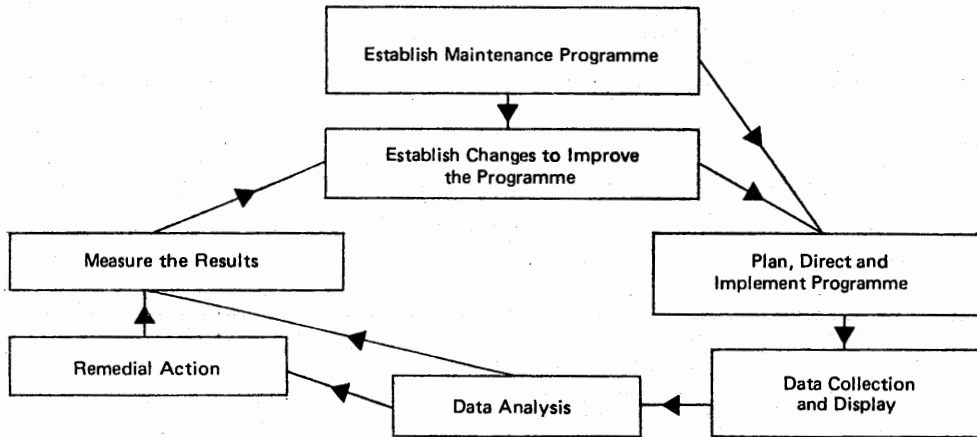 Establish Maintenance Programme
Establish Changes to Improve
the Programme
Measure the Results
Plan, Direct and
Implement Programme
Remedial Action
Data Analysis
Data Collection
and Display